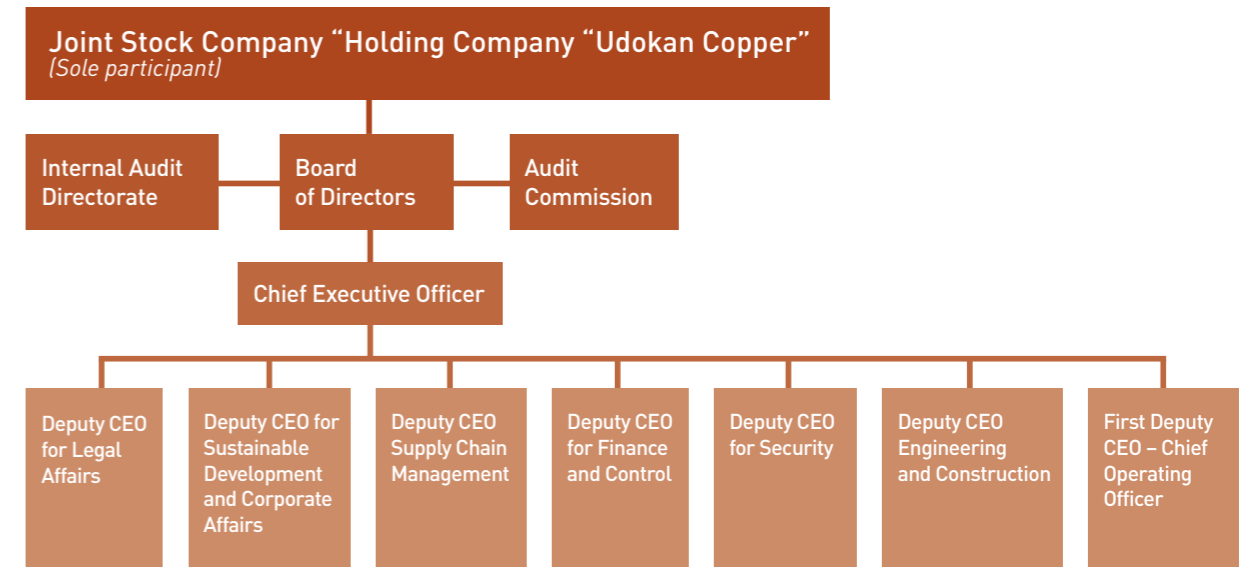 Joint Stock Company “Holding Company “Udokan Copper”
(Sole participant)
Internal Audit
Directorate
Board
of Directors
Audit
Commission
Chief Executive Officer
Deputy CEO
for Legal
Affairs
Deputy CEO for
Sustainable
Development
and Corporate
Affairs
Deputy CEO
Supply Chain
Management
Deputy CEO
for Finance
and Control
Deputy CEO
for Security
Deputy CEO
Engineering
and Construction
First Deputy
CEO – Chief
Operating
Officer